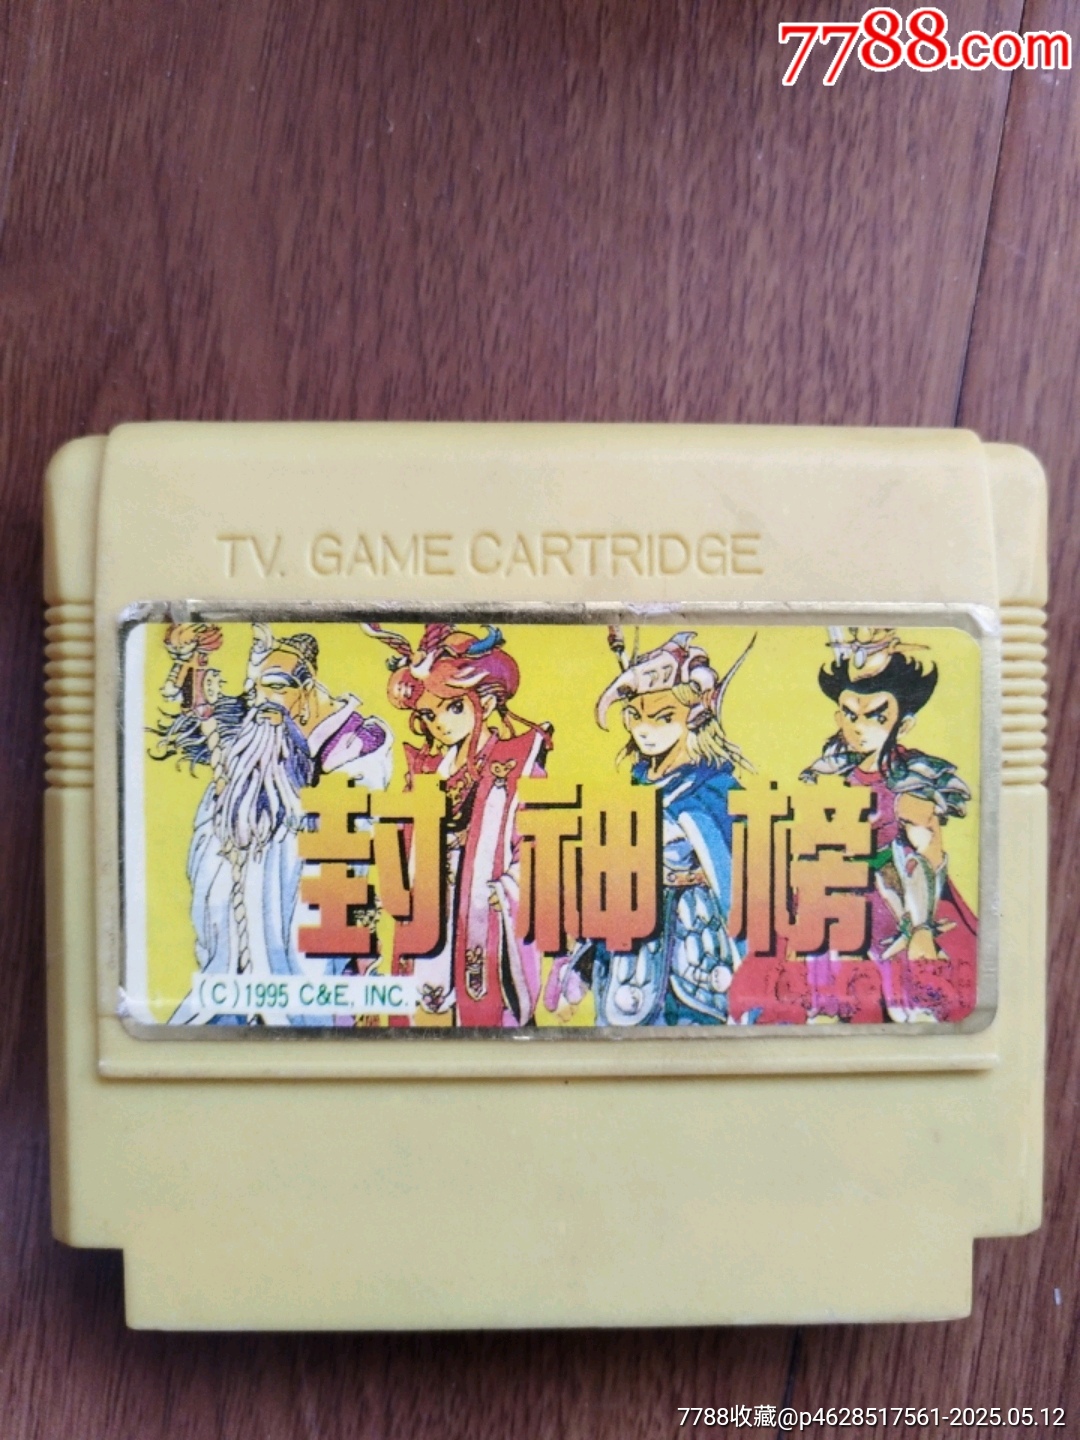 7788.com
TV. GAME CARTRIDGE
封神榜
(C)1995 C&E, INC.
7788收藏@p4628517561-2025.05.12